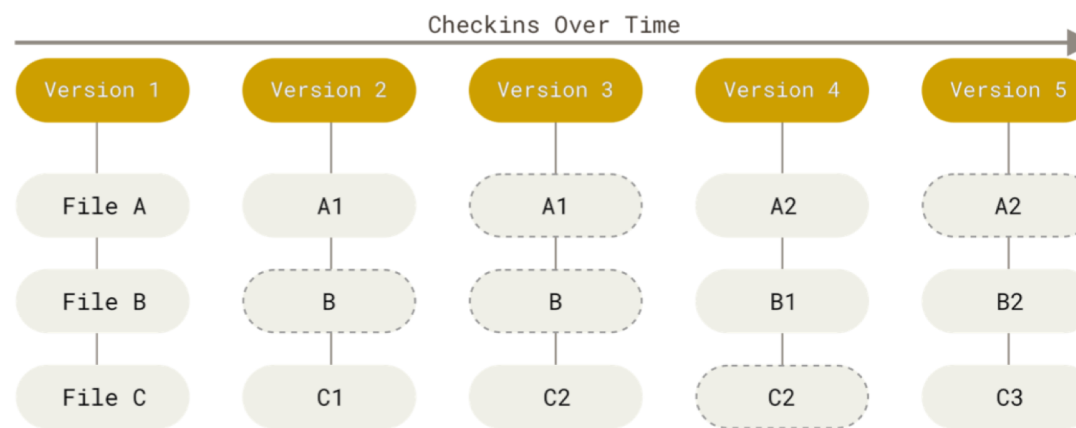 Checkins Over Time
Version 1 Version 2 Version 3 Version 4 Version 5
File A A1 A1 A2 A2
File B B B B1 B2
File C C1 C2 C2 C3